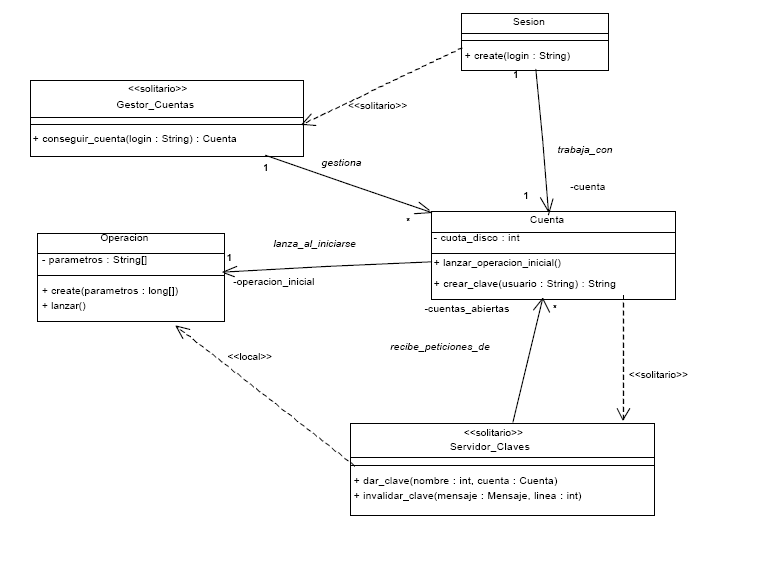 Sesion
+ create(login : String)
1
<<solitario>>
Gestor_Cuentas
+ conseguir_cuenta(login : String) : Cuenta
<<solitario>>
gestiona
1
*
trabaja_con
-cuenta
1
Cuenta
- cuota_disco : int
+ lanzar_operacion_inicial()
+ crear_clave(usuario : String) : String
Operacion
- parametros : String[]
+ create(parametros : long[])
+ lanzar()
lanza_al_iniciarse
1
-operacion_inicial
-cuentas_abiertas
*
recibe_peticiones_de
<<local>>
<<solitario>>
<<solitario>>
Servidor_Claves
+ dar_clave(nombre : int, cuenta : Cuenta)
+ invalidar_clave(mensaje : Mensaje, linea : int)